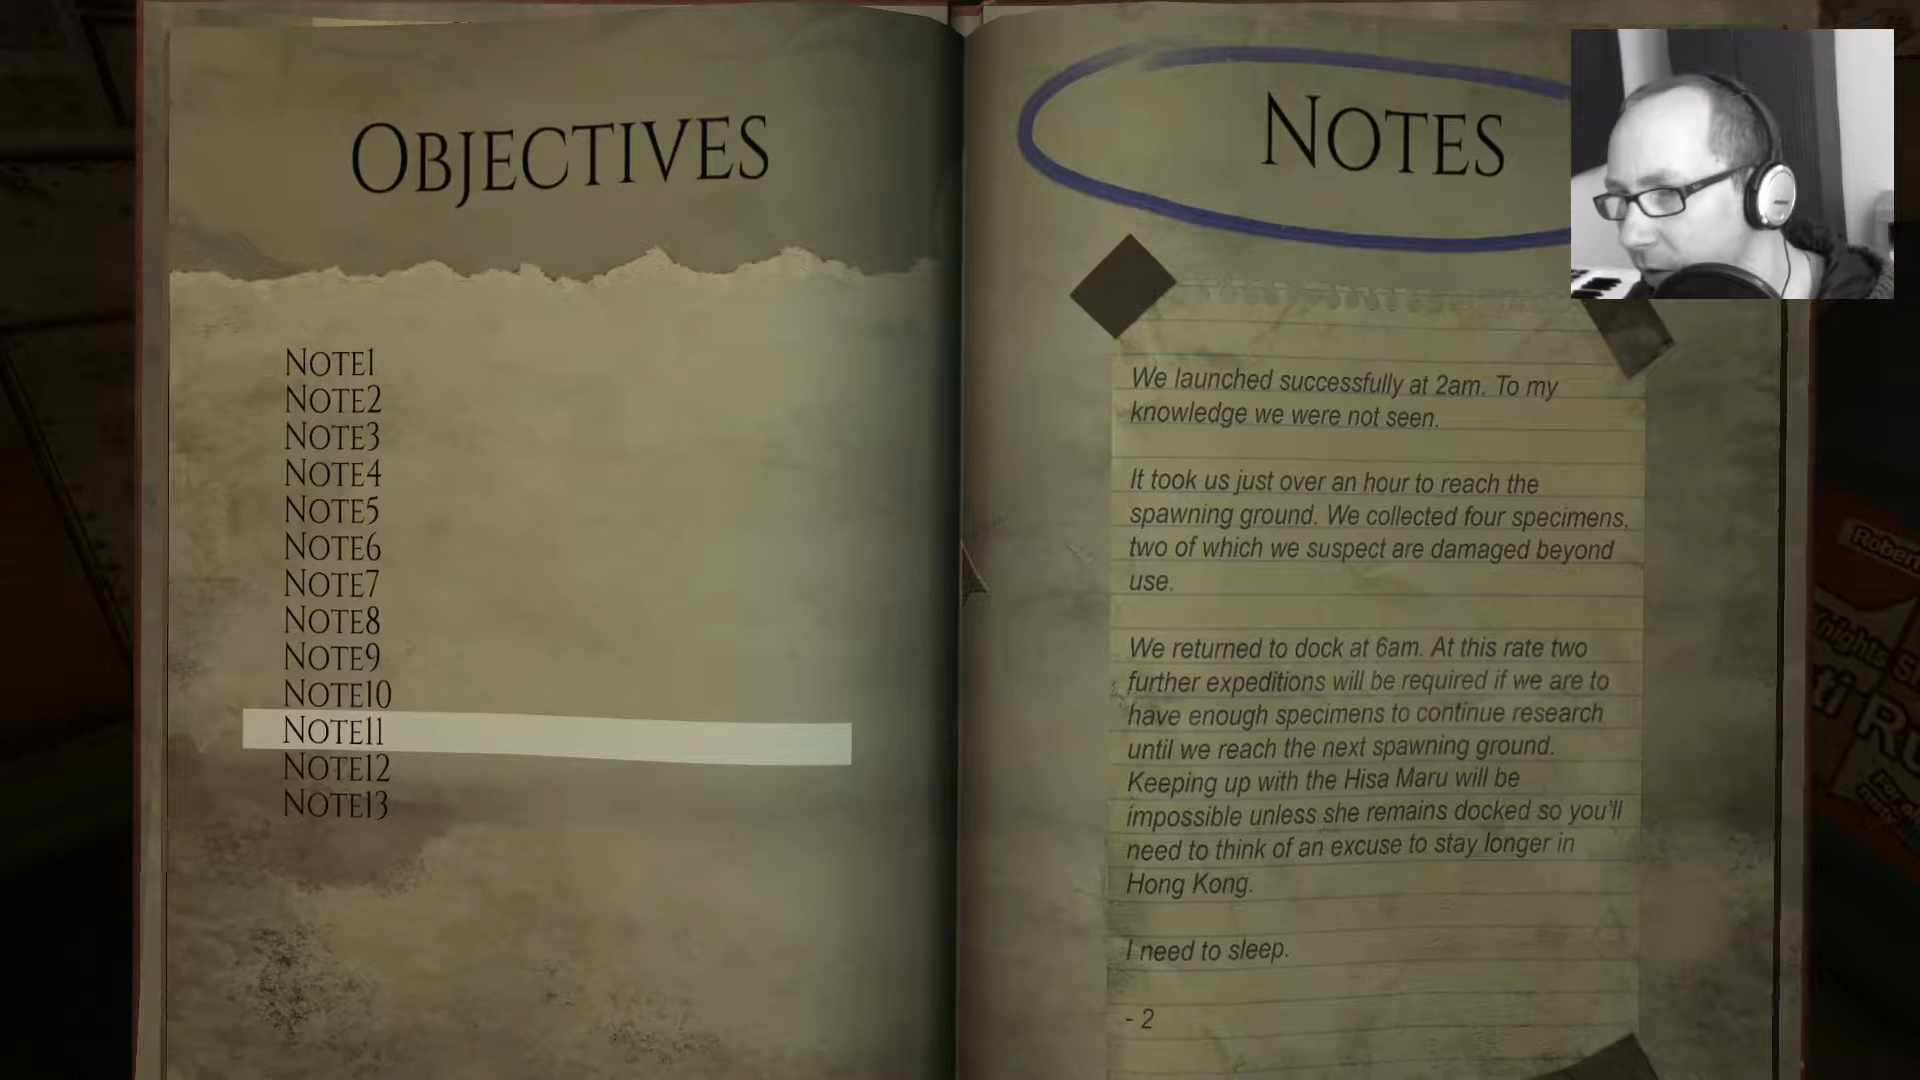 OBJECTIVES
NOTE1
NOTE2
NOTE3
NOTE4
NOTE5
NOTE6
NOTE7
NOTE8
NOTE9
NOTE10
NOTE11
NOTE12
NOTE13
NOTES
We launched successfully at 2am. To my
knowledge we were not seen.
It took us just over an hour to reach the
spawning ground. We collected four specimens,
two of which we suspect are damaged beyond
use.
We returned to dock at 6am. At this rate two
further expeditions will be required if we are to
have enough specimens to continue research
until we reach the next spawning ground.
Keeping up with the Hisa Maru will be
impossible unless she remains docked so you'll
need to think of an excuse to stay longer in
Hong Kong.
I need to sleep.
- 2
Robert